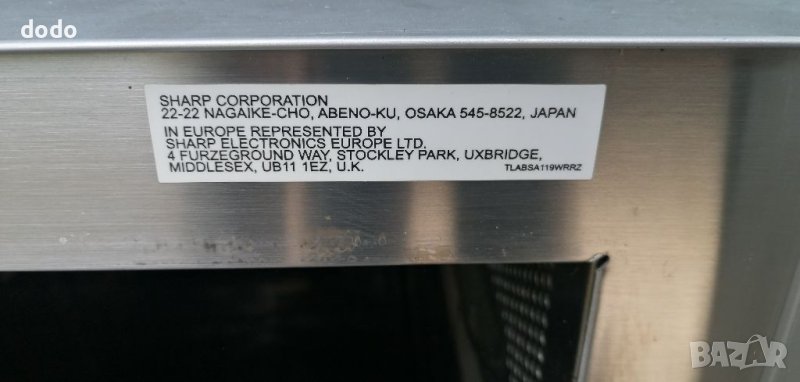 dodo
SHARP CORPORATION
22-22 NAGAIKE-CHO, ABENO-KU, OSAKA 545-8522, JAPAN
IN EUROPE REPRESENTED BY
SHARP ELECTRONICS EUROPE LTD.
4 FURZEGROUND WAY, STOCKLEY PARK, UXBRIDGE,
MIDDLESEX, UB11 1EZ, U.K.
TLABSA119WRRZ
BAZAR